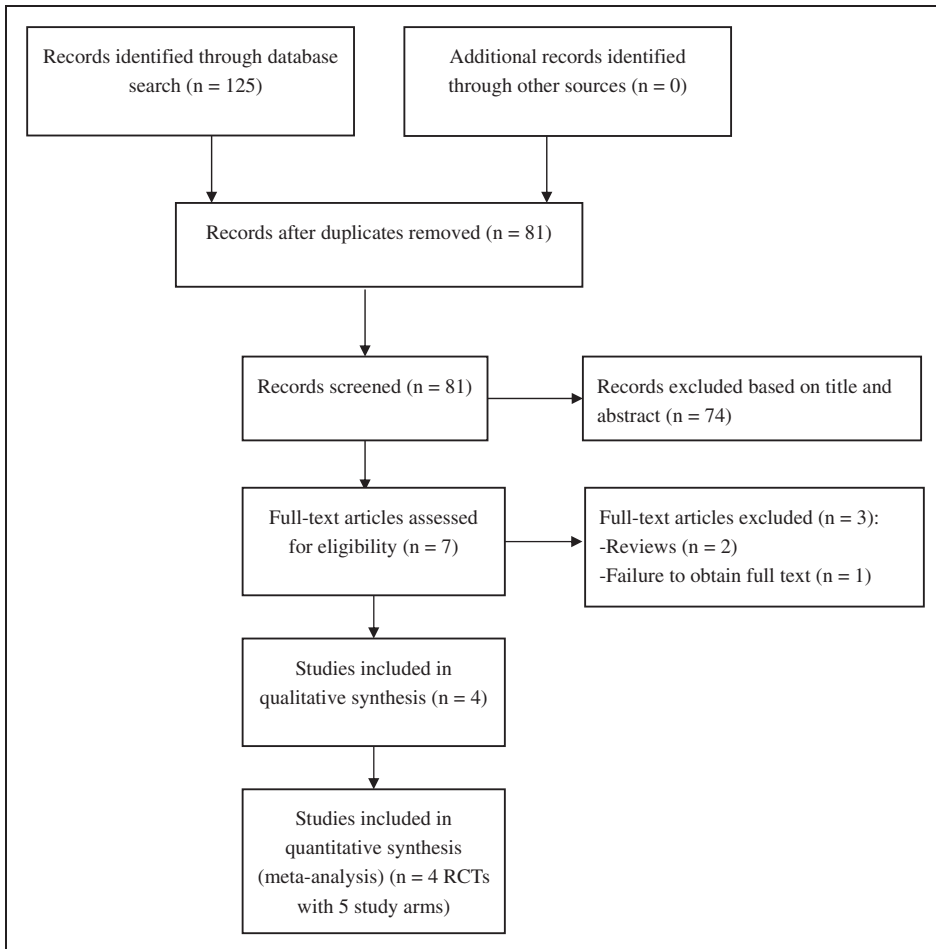 Records identified through database
search (n = 125)
Additional records identified
through other sources (n = 0)
Records after duplicates removed (n = 81)
Records screened (n = 81)
Records excluded based on title and
abstract (n = 74)
Full-text articles assessed
for eligibility (n = 7)
Full-text articles excluded (n = 3):
-Reviews (n = 2)
-Failure to obtain full text (n = 1)
Studies included in
qualitative synthesis (n = 4)
Studies included in
quantitative synthesis
(meta-analysis) (n = 4 RCTs
with 5 study arms)